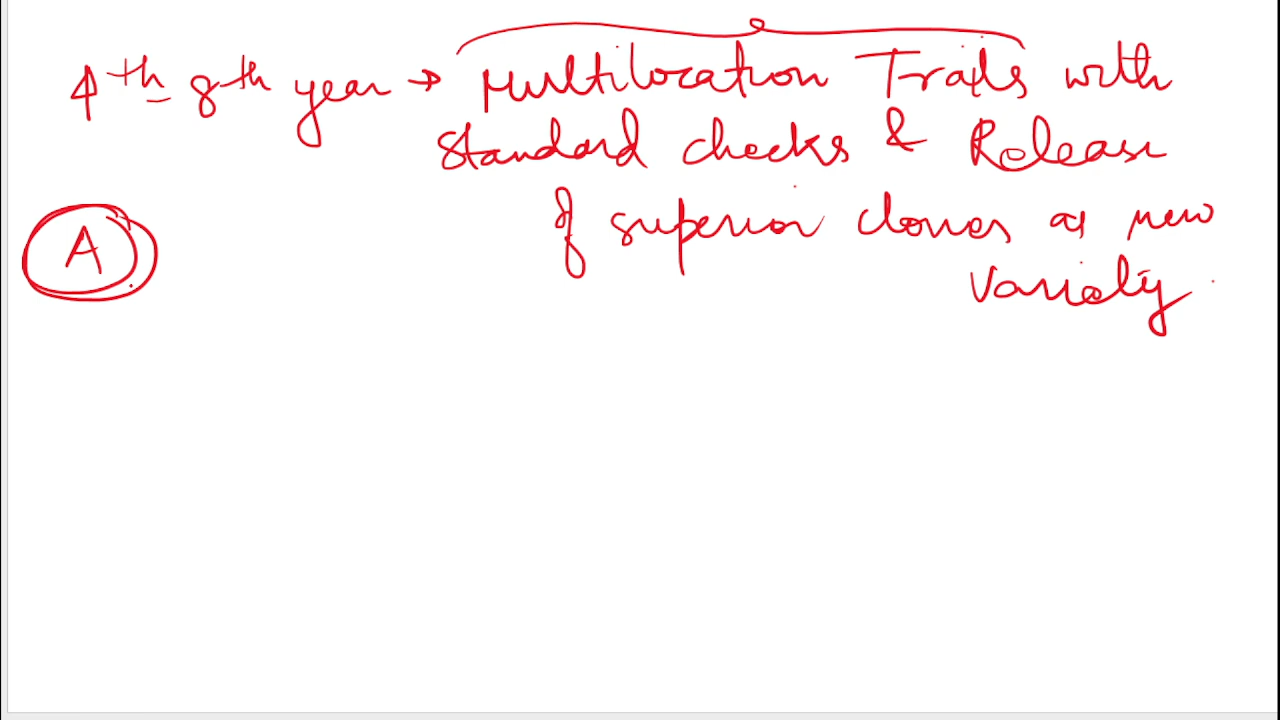 4th - 8th year → Multilocation Trails with
Standard checks & Release
of superior clones as new
Variety
A